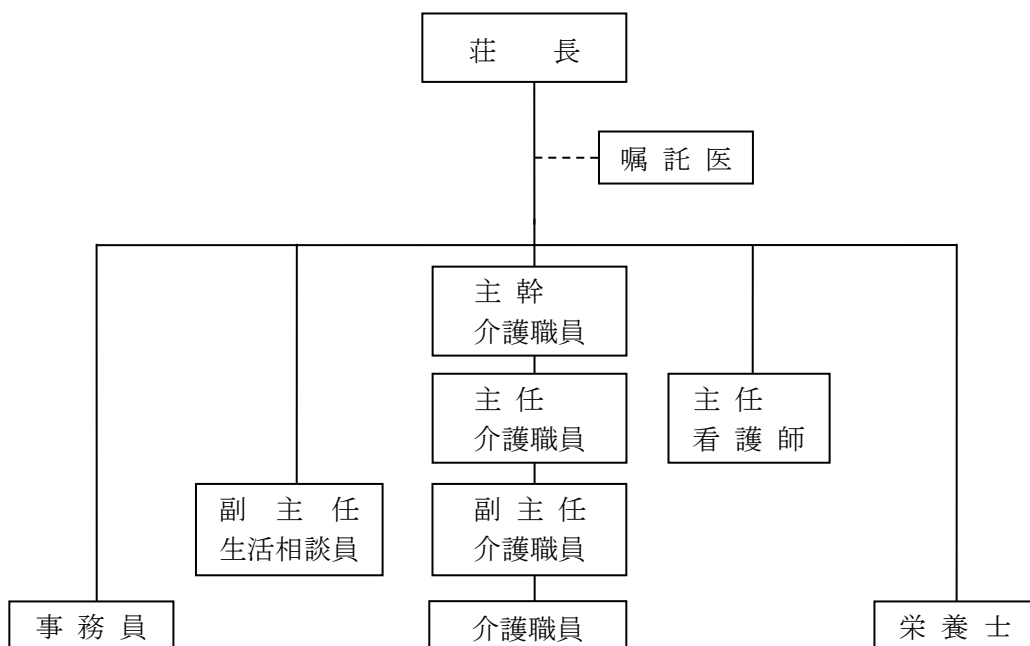 荘　長
嘱 託 医
主 幹
介護職員
主 任
介護職員
主 任
看 護 師
副 主 任
生活相談員
副 主 任
介護職員
事 務 員
介護職員
栄 養 士